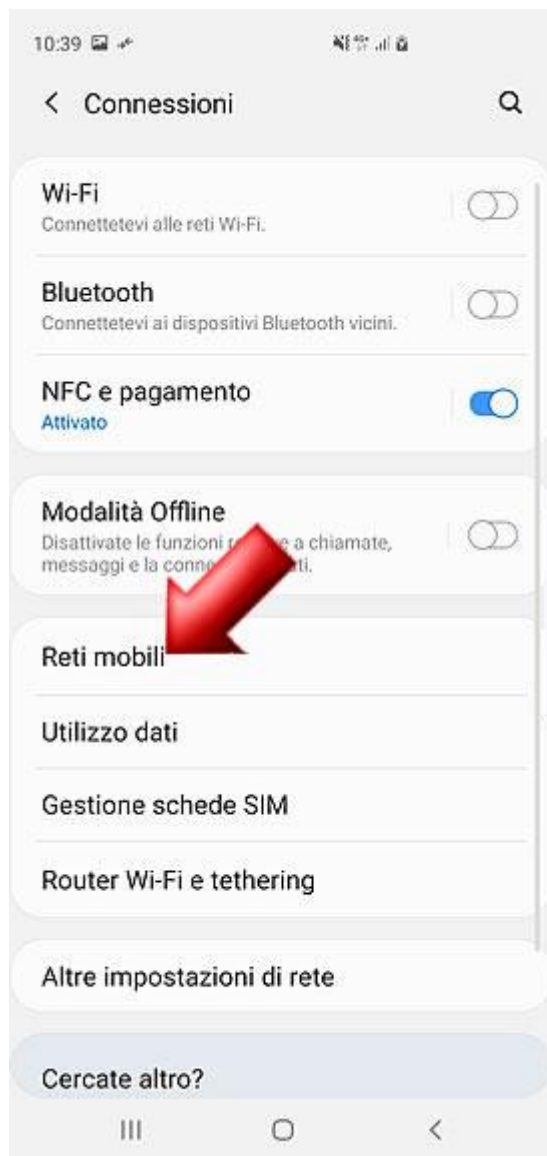 10:39
Connessioni
Wi-Fi
Connettetevi alle reti Wi-Fi.
Bluetooth
Connettetevi ai dispositivi Bluetooth vicini.
NFC e pagamento
Attivato
Modalità Offline
Disattivate le funzioni e a chiamate,
messaggi e la
Reti mobili
Utilizzo dati
Gestione schede SIM
Router Wi-Fi e tethering
Altre impostazioni di rete
Cercate altro?